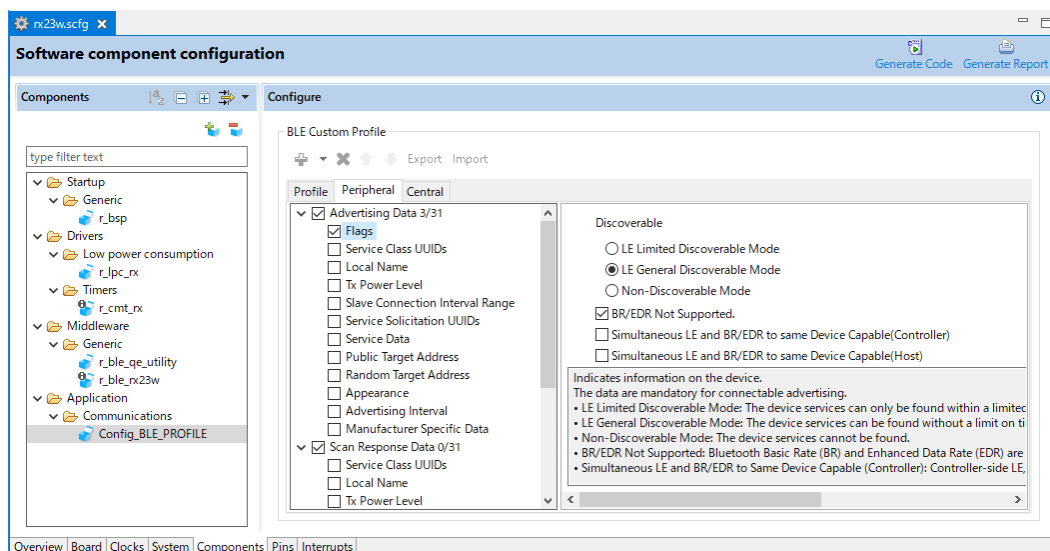 rx23w.scfg
Software component configuration
Generate Code Generate Report
Components
Configure
type filter text
Startup
Generic
r_bsp
Drivers
Low power consumption
r_lpc_rx
Timers
r_cmt_rx
Middleware
Generic
r_ble_qe_utility
r_ble_rx23w
Application
Communications
Config_BLE_PROFILE
BLE Custom Profile
Export Import
Profile Peripheral Central
Advertising Data 3/31
Flags
Service Class UUIDs
Local Name
Tx Power Level
Slave Connection Interval Range
Service Solicitation UUIDs
Service Data
Public Target Address
Random Target Address
Appearance
Advertising Interval
Manufacturer Specific Data
Scan Response Data 0/31
Service Class UUIDs
Local Name
Tx Power Level
Discoverable
LE Limited Discoverable Mode
LE General Discoverable Mode
Non-Discoverable Mode
BR/EDR Not Supported.
Simultaneous LE and BR/EDR to same Device Capable(Controller)
Simultaneous LE and BR/EDR to same Device Capable(Host)
Indicates information on the device.
The data are mandatory for connectable advertising.
• LE Limited Discoverable Mode: The device services can only be found within a limited
• LE General Discoverable Mode: The device services can be found without a limit on ti
• Non-Discoverable Mode: The device services cannot be found.
• BR/EDR Not Supported: Bluetooth Basic Rate (BR) and Enhanced Data Rate (EDR) are
• Simultaneous LE and BR/EDR to Same Device Capable (Controller): Controller-side LE,
Overview Board Clocks System Components Pins Interrupts